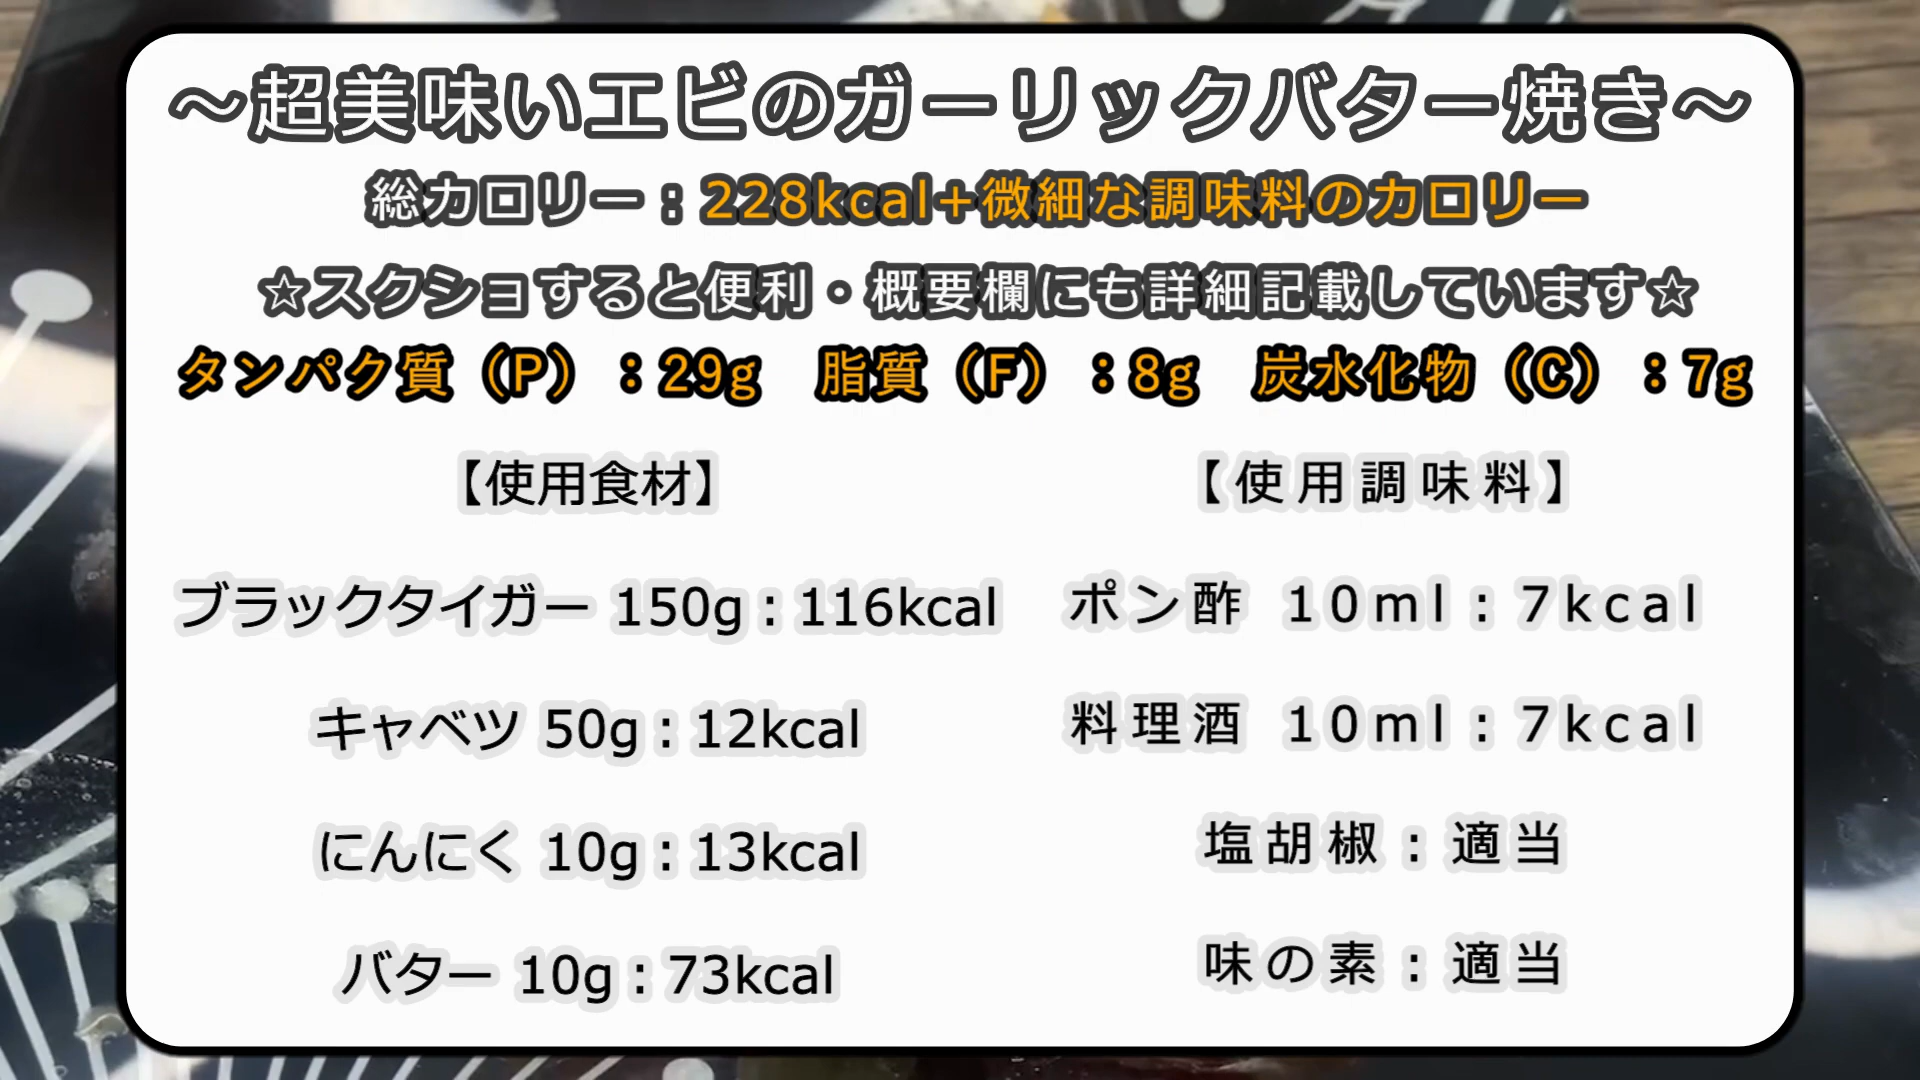 ～超美味いエビのガーリックバター焼き～
総カロリー：228kcal+微細な調味料のカロリー
☆スクショすると便利・概要欄にも詳細記載しています☆
タンパク質（P）：29g　脂質（F）：8g　炭水化物（C）：7g
【使用食材】
ブラックタイガー 150g：116kcal
キャベツ 50g：12kcal
にんにく 10g：13kcal
バター 10g：73kcal
【使用調味料】
ポン酢 10ml：7kcal
料理酒 10ml：7kcal
塩胡椒：適当
味の素：適当